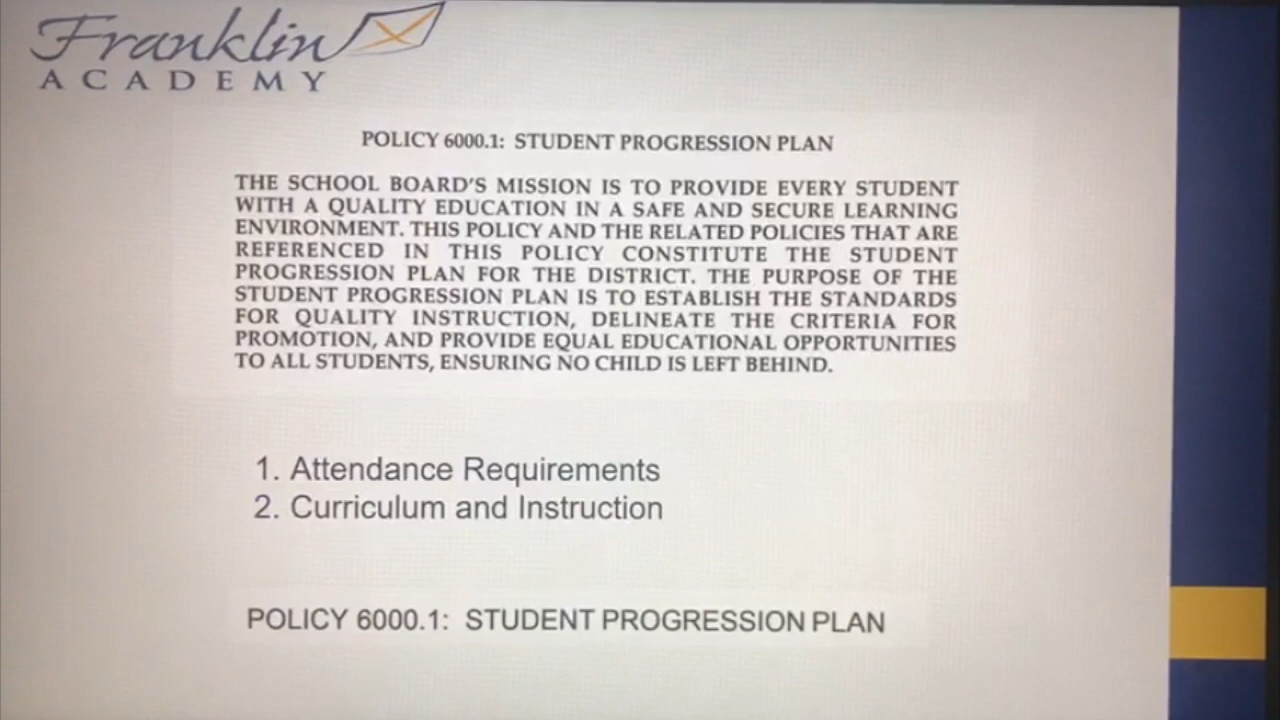 Franklin
ACADEMY
POLICY 6000.1: STUDENT PROGRESSION PLAN
THE SCHOOL BOARD'S MISSION IS TO PROVIDE EVERY STUDENT
WITH A QUALITY EDUCATION IN A SAFE AND SECURE LEARNING
ENVIRONMENT. THIS POLICY AND THE RELATED POLICIES THAT ARE
REFERENCED IN THIS POLICY CONSTITUTE THE STUDENT
PROGRESSION PLAN FOR THE DISTRICT. THE PURPOSE OF THE
STUDENT PROGRESSION PLAN IS TO ESTABLISH THE STANDARDS
FOR QUALITY INSTRUCTION, DELINEATE THE CRITERIA FOR
PROMOTION, AND PROVIDE EQUAL EDUCATIONAL OPPORTUNITIES
TO ALL STUDENTS, ENSURING NO CHILD IS LEFT BEHIND.
1. Attendance Requirements
2. Curriculum and Instruction
POLICY 6000.1: STUDENT PROGRESSION PLAN